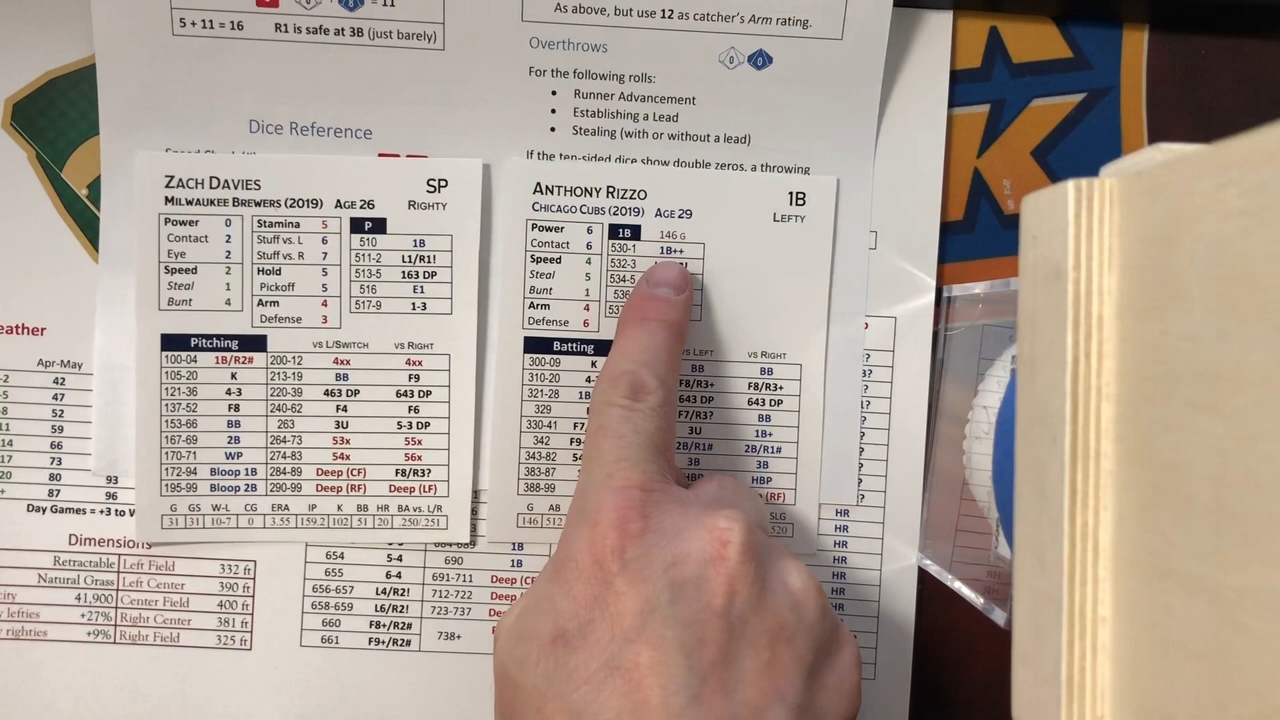 = 11
5 + 11 = 16 R1 is safe at 3B (just barely)
As above, but use 12 as catcher's Arm rating.
Overthrows
0 0
For the following rolls:
• Runner Advancement
• Establishing a Lead
• Stealing (with or without a lead)
If the ten-sided dice show double zeros, a throwing
Dice Reference
K
ZACH DAVIES SP
MILWAUKEE BREWERS (2019) AGE 26 RIGHTY
Power 0
Contact 2
Eye 2
Speed 2
Steal 1
Bunt 4
Stamina 5
Stuff vs. L 6
Stuff vs. R 7
Hold 5
Pickoff 5
Arm 4
Defense 3
P
510 1B
511-2 L1/R1!
513-5 163 DP
516 E1
517-9 1-3
Pitching VS L/SWITCH VS RIGHT
100-04 1B/R2# 200-12 4xx 4xx
105-20 K 213-19 BB F9
121-36 4-3 220-39 463 DP 643 DP
137-52 F8 240-62 F4 F6
153-66 BB 263 3U 5-3 DP
167-69 2B 264-73 53x 55x
170-71 WP 274-83 54x 56x
172-94 Bloop 1B 284-89 Deep (CF) F8/R3?
195-99 Bloop 2B 290-99 Deep (RF) Deep (LF)
G GS W-L CG ERA IP K BB HR BA vs. L/R
31 31 10-7 0 3.55 159.2 102 51 20 .250/.251
ANTHONY RIZZO 1B
CHICAGO CUBS (2019) AGE 29 LEFTY
Power 6
Contact 6
Speed 4
Steal 5
Bunt 1
Arm 4
Defense 6
1B 146 G
530-1 1B++
532-3
534-5
Batting VS LEFT VS RIGHT
300-09 K BB BB
310-20 F8/R3+ F8/R3+
321-28 643 DP 643 DP
329 F7/R3? BB
330-41 3U 1B+
342 2B/R1# 2B/R1#
343-82 3B 3B
383-87 HBP HBP
388-99 (RF)
G AB SLG
146 512 .520
Apr-May
42
47
52
59
66
73
80 93
87 96
Day Games = +3 to
Dimensions
Retractable Left Field 332 ft
Natural Grass Left Center 390 ft
41,900 Center Field 400 ft
lefties +27% Right Center 381 ft
righties +9% Right Field 325 ft
654 5-4 690 1B
655 6-4 691-711 Deep
656-657 L4/R2! 712-722
658-659 L6/R2! 723-737
660 F8+/R2# 738+
661 F9+/R2#
HR
HR
HR
HR
HR
HR
HR
HR